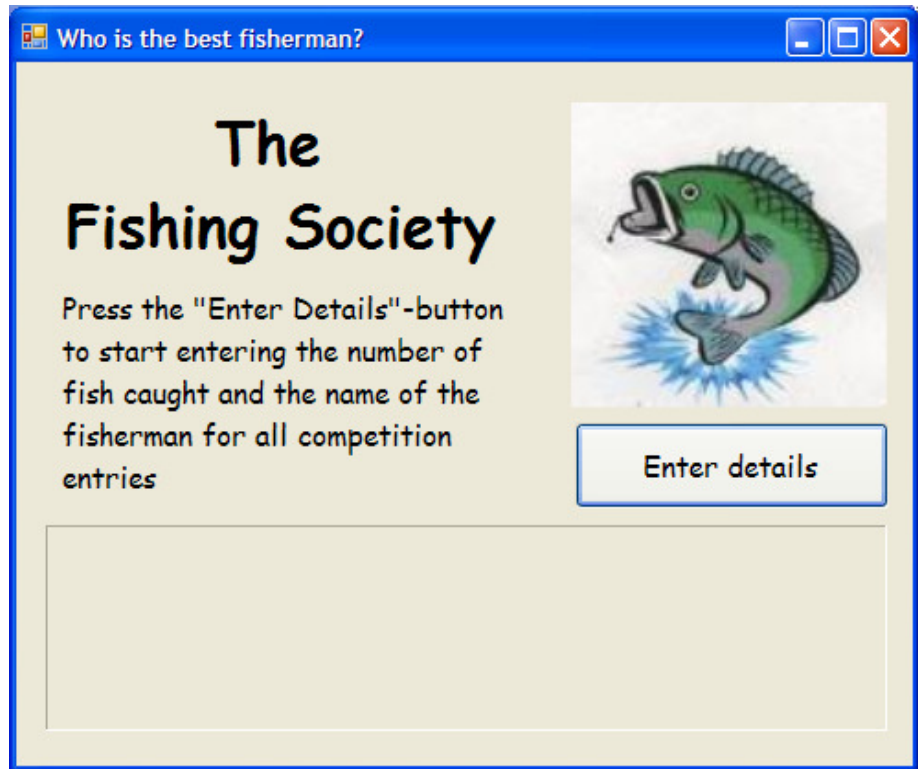 Who is the best fisherman?
The
Fishing Society
Press the "Enter Details"-button
to start entering the number of
fish caught and the name of the
fisherman for all competition
entries
Enter details